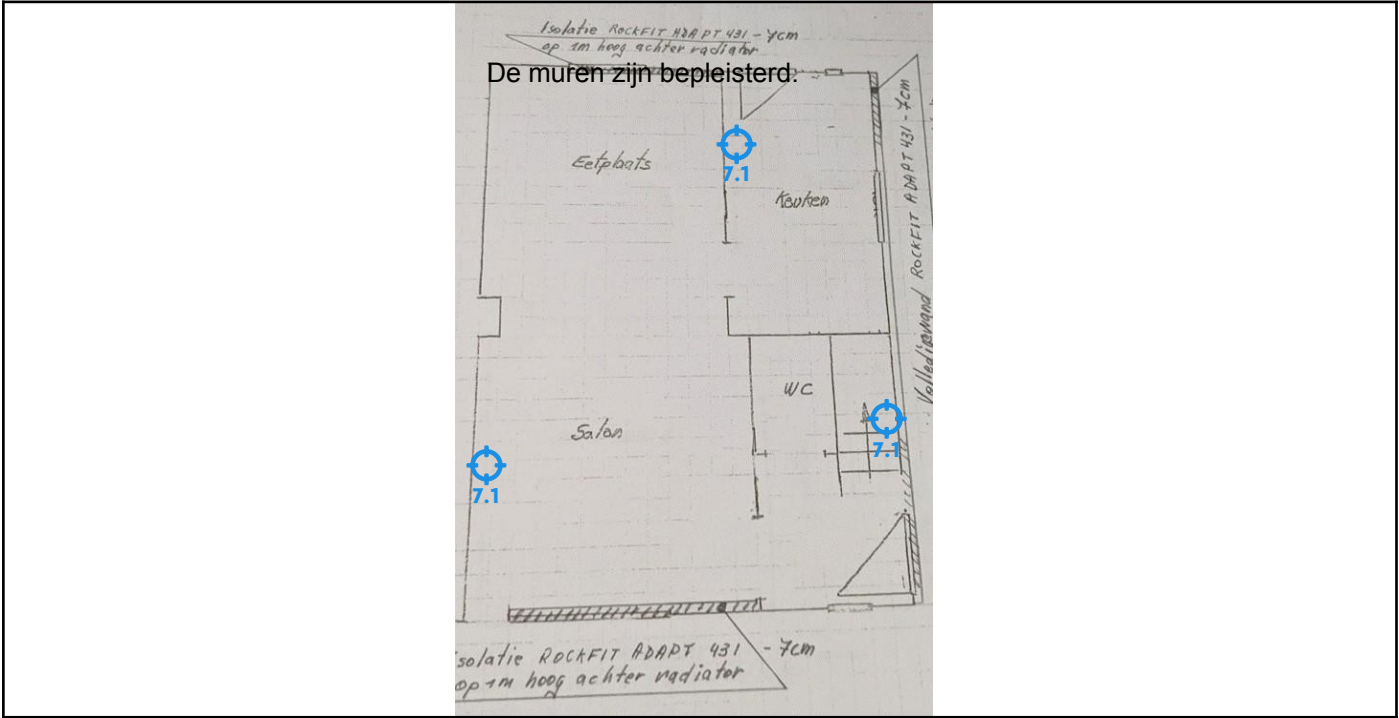 Isolatie ROCKFIT ADAPT 431 - 7cm
op 1m hoog achter radiator
De muren zijn bepleisterd.
7.1
Eetplaats
Keuken
Volledige wand ROCKFIT ADAPT 431 - 7cm
WC
Salon
7.1
7.1
solatie ROCKFIT ADAPT 431 - 7cm
op 1m hoog achter radiator